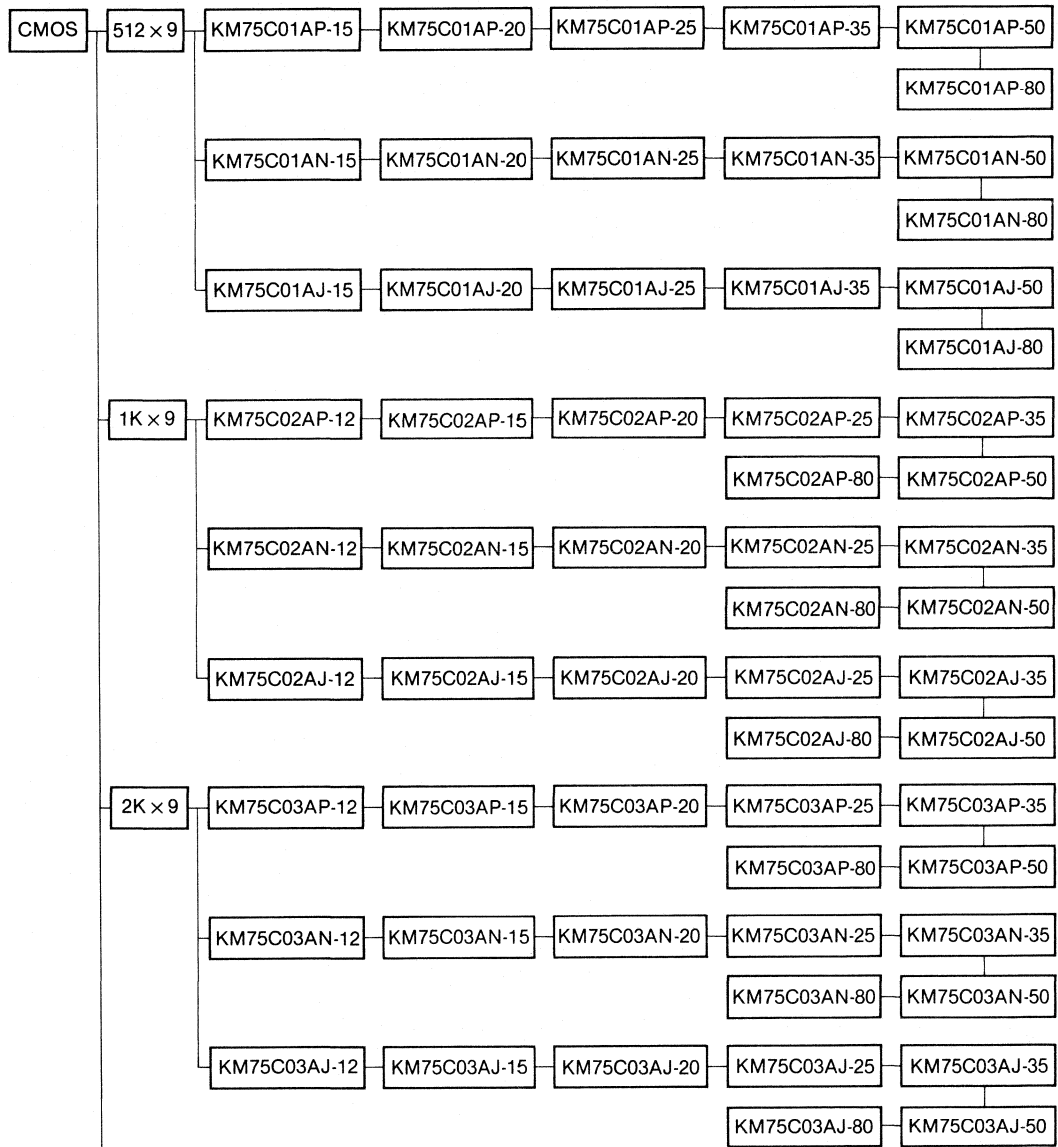 CMOS 512 × 9 KM75C01AP-15 KM75C01AP-20 KM75C01AP-25 KM75C01AP-35 KM75C01AP-50
KM75C01AP-80
KM75C01AN-15 KM75C01AN-20 KM75C01AN-25 KM75C01AN-35 KM75C01AN-50
KM75C01AN-80
KM75C01AJ-15 KM75C01AJ-20 KM75C01AJ-25 KM75C01AJ-35 KM75C01AJ-50
KM75C01AJ-80
1K × 9 KM75C02AP-12 KM75C02AP-15 KM75C02AP-20 KM75C02AP-25 KM75C02AP-35
KM75C02AP-80 KM75C02AP-50
KM75C02AN-12 KM75C02AN-15 KM75C02AN-20 KM75C02AN-25 KM75C02AN-35
KM75C02AN-80 KM75C02AN-50
KM75C02AJ-12 KM75C02AJ-15 KM75C02AJ-20 KM75C02AJ-25 KM75C02AJ-35
KM75C02AJ-80 KM75C02AJ-50
2K × 9 KM75C03AP-12 KM75C03AP-15 KM75C03AP-20 KM75C03AP-25 KM75C03AP-35
KM75C03AP-80 KM75C03AP-50
KM75C03AN-12 KM75C03AN-15 KM75C03AN-20 KM75C03AN-25 KM75C03AN-35
KM75C03AN-80 KM75C03AN-50
KM75C03AJ-12 KM75C03AJ-15 KM75C03AJ-20 KM75C03AJ-25 KM75C03AJ-35
KM75C03AJ-80 KM75C03AJ-50